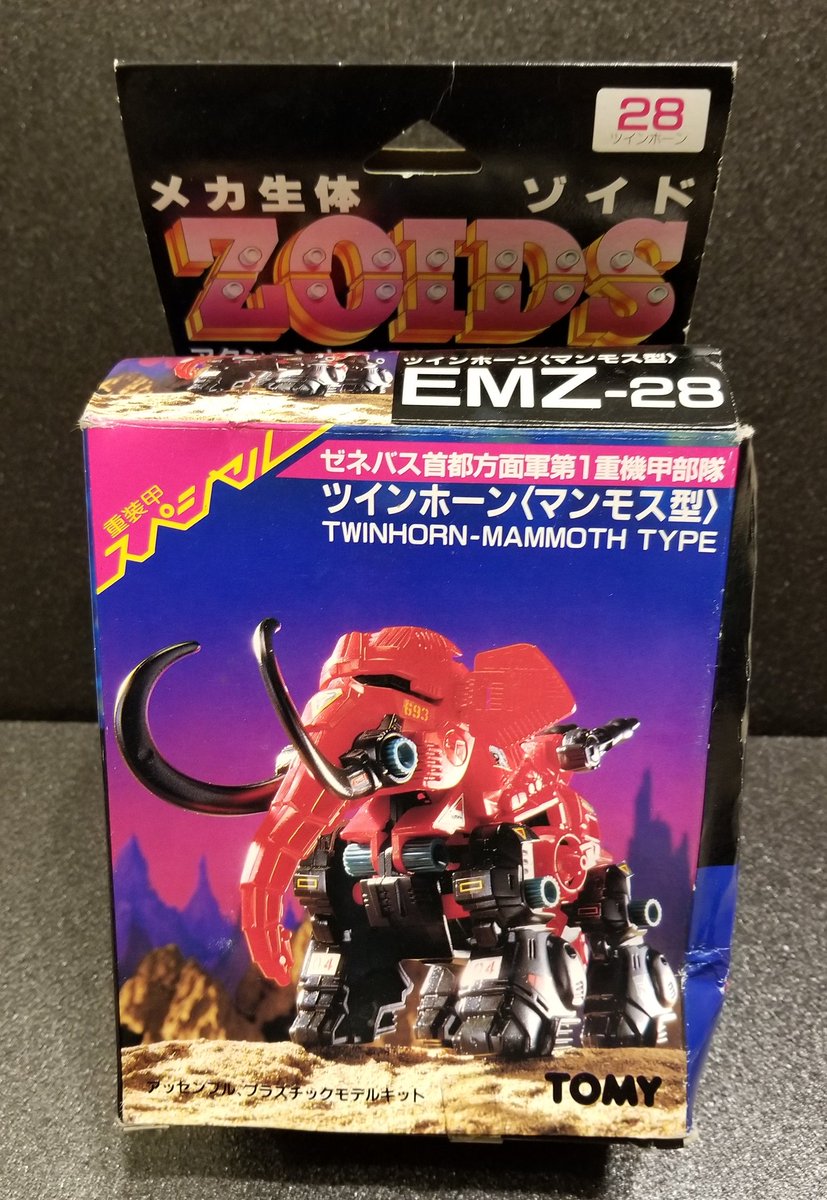 28
ツインホーン
メカ生体 ゾイド
ZOIDS
ツインホーン〈マンモス型〉
EMZ-28
重装甲
スペシャル
ゼネバス首都方面軍第1重機甲部隊
ツインホーン〈マンモス型〉
TWINHORN-MAMMOTH TYPE
693
04
04
アッセンブル、プラスチックモデルキット
TOMY